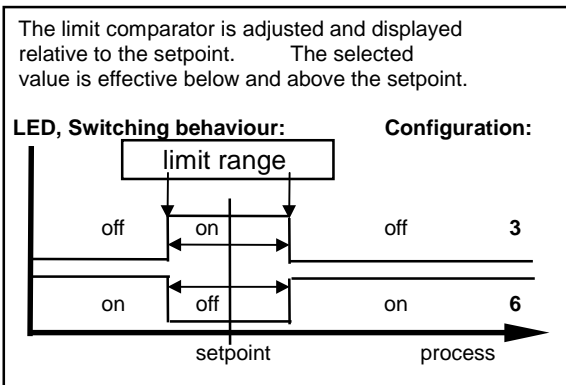 The limit comparator is adjusted and displayed
relative to the setpoint. The selected
value is effective below and above the setpoint.
LED, Switching behaviour: Configuration:
limit range
off on off 3
on off on 6
setpoint process